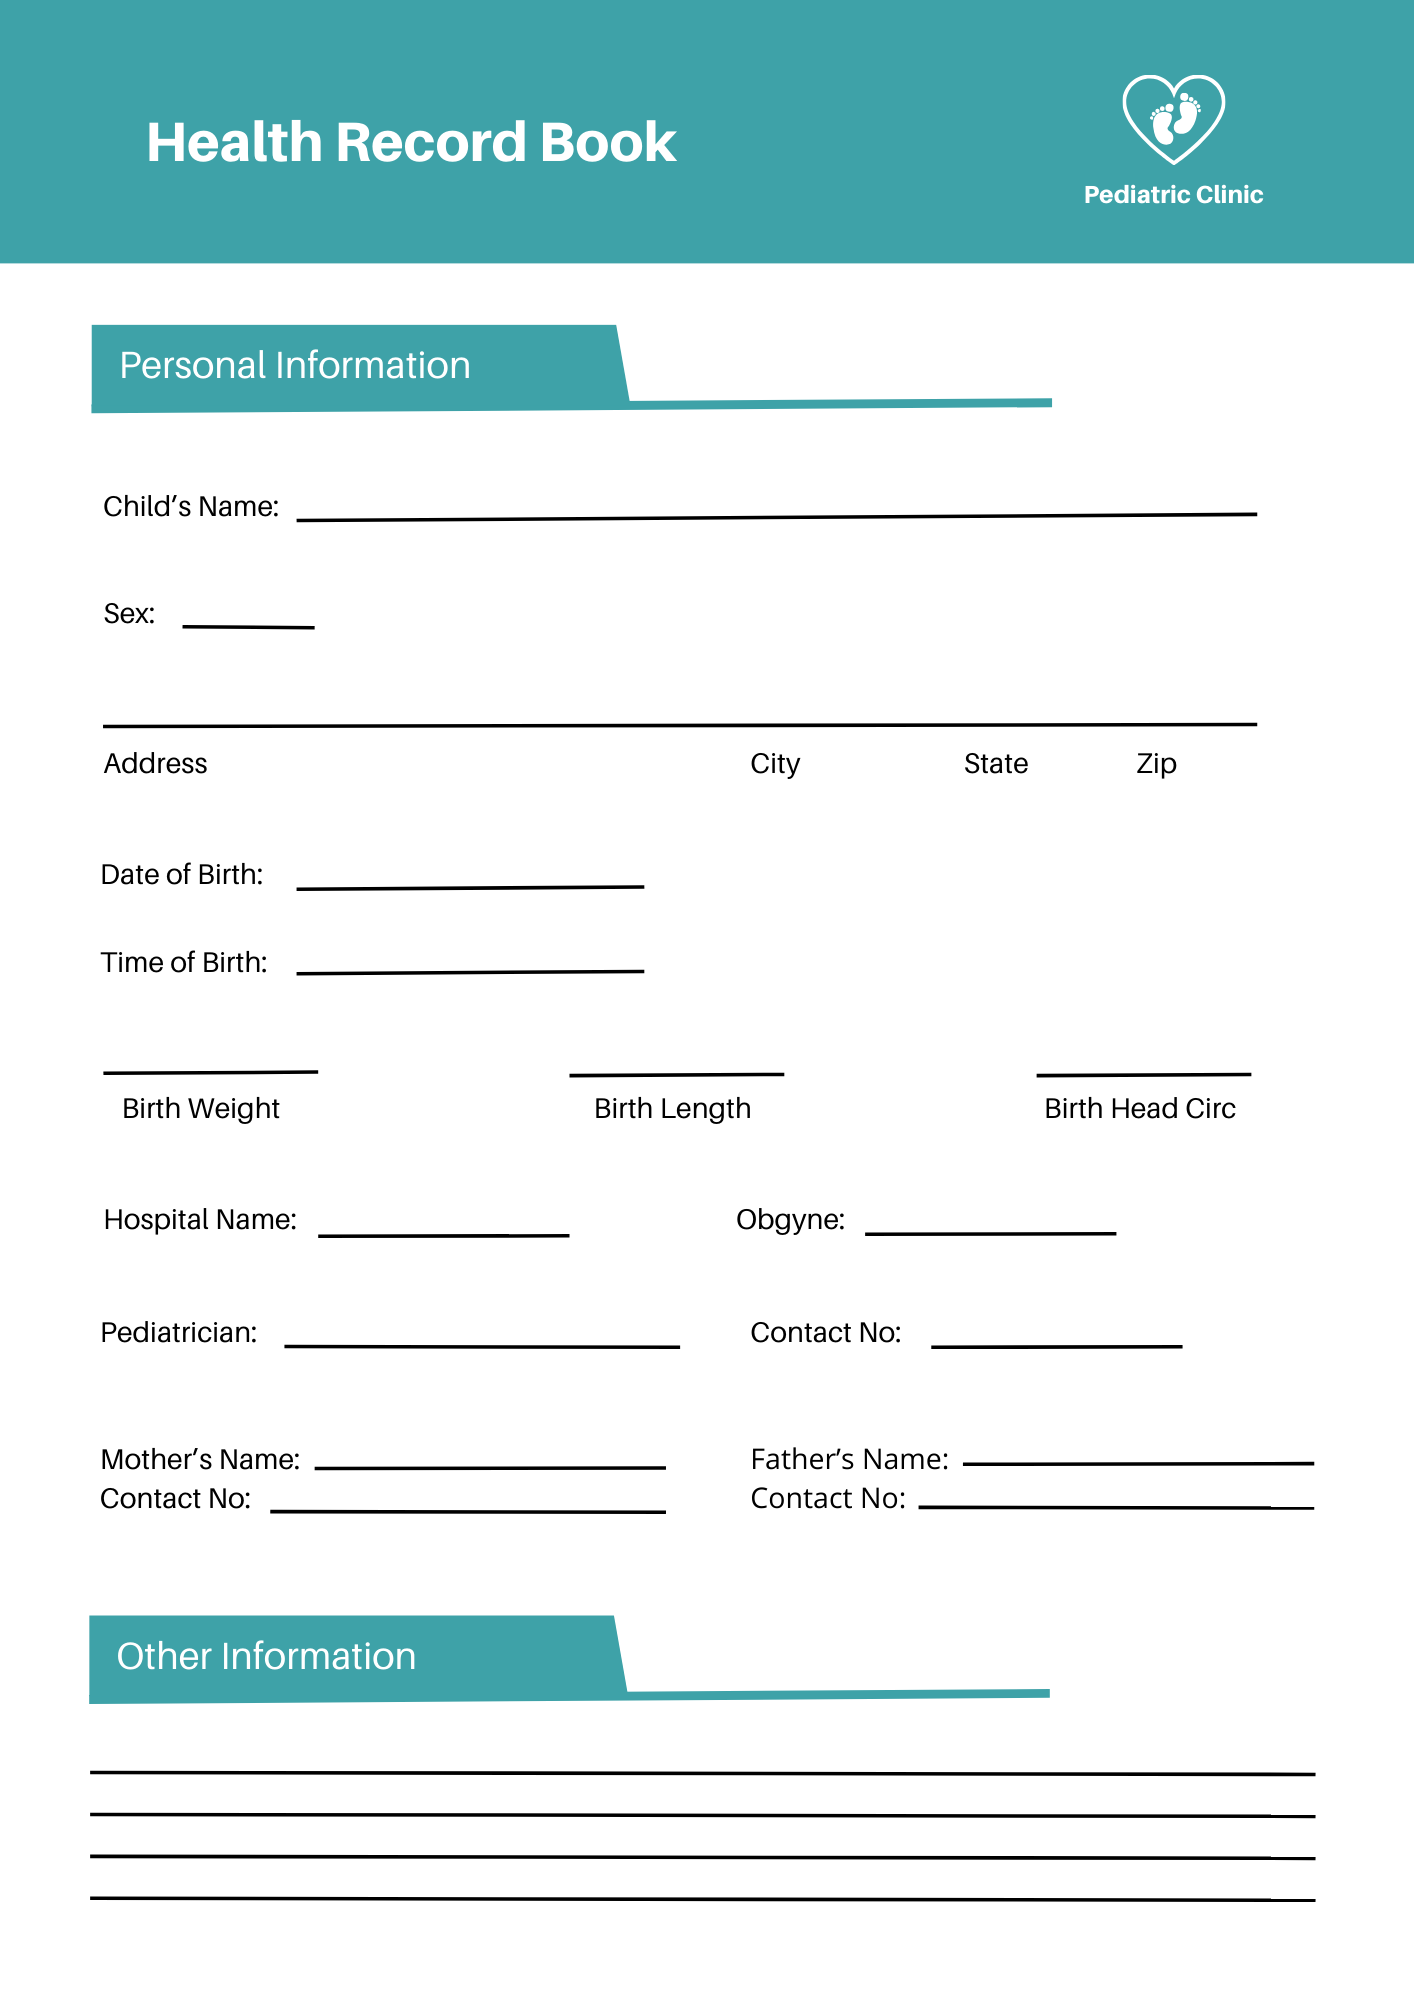 Health Record Book
Pediatric Clinic
Personal Information
Child’s Name:
Sex:
Address City State Zip
Date of Birth:
Time of Birth:
Birth Weight Birth Length Birth Head Circ
Hospital Name: Obgyne:
Pediatrician: Contact No:
Mother’s Name: Father’s Name:
Contact No: Contact No:
Other Information